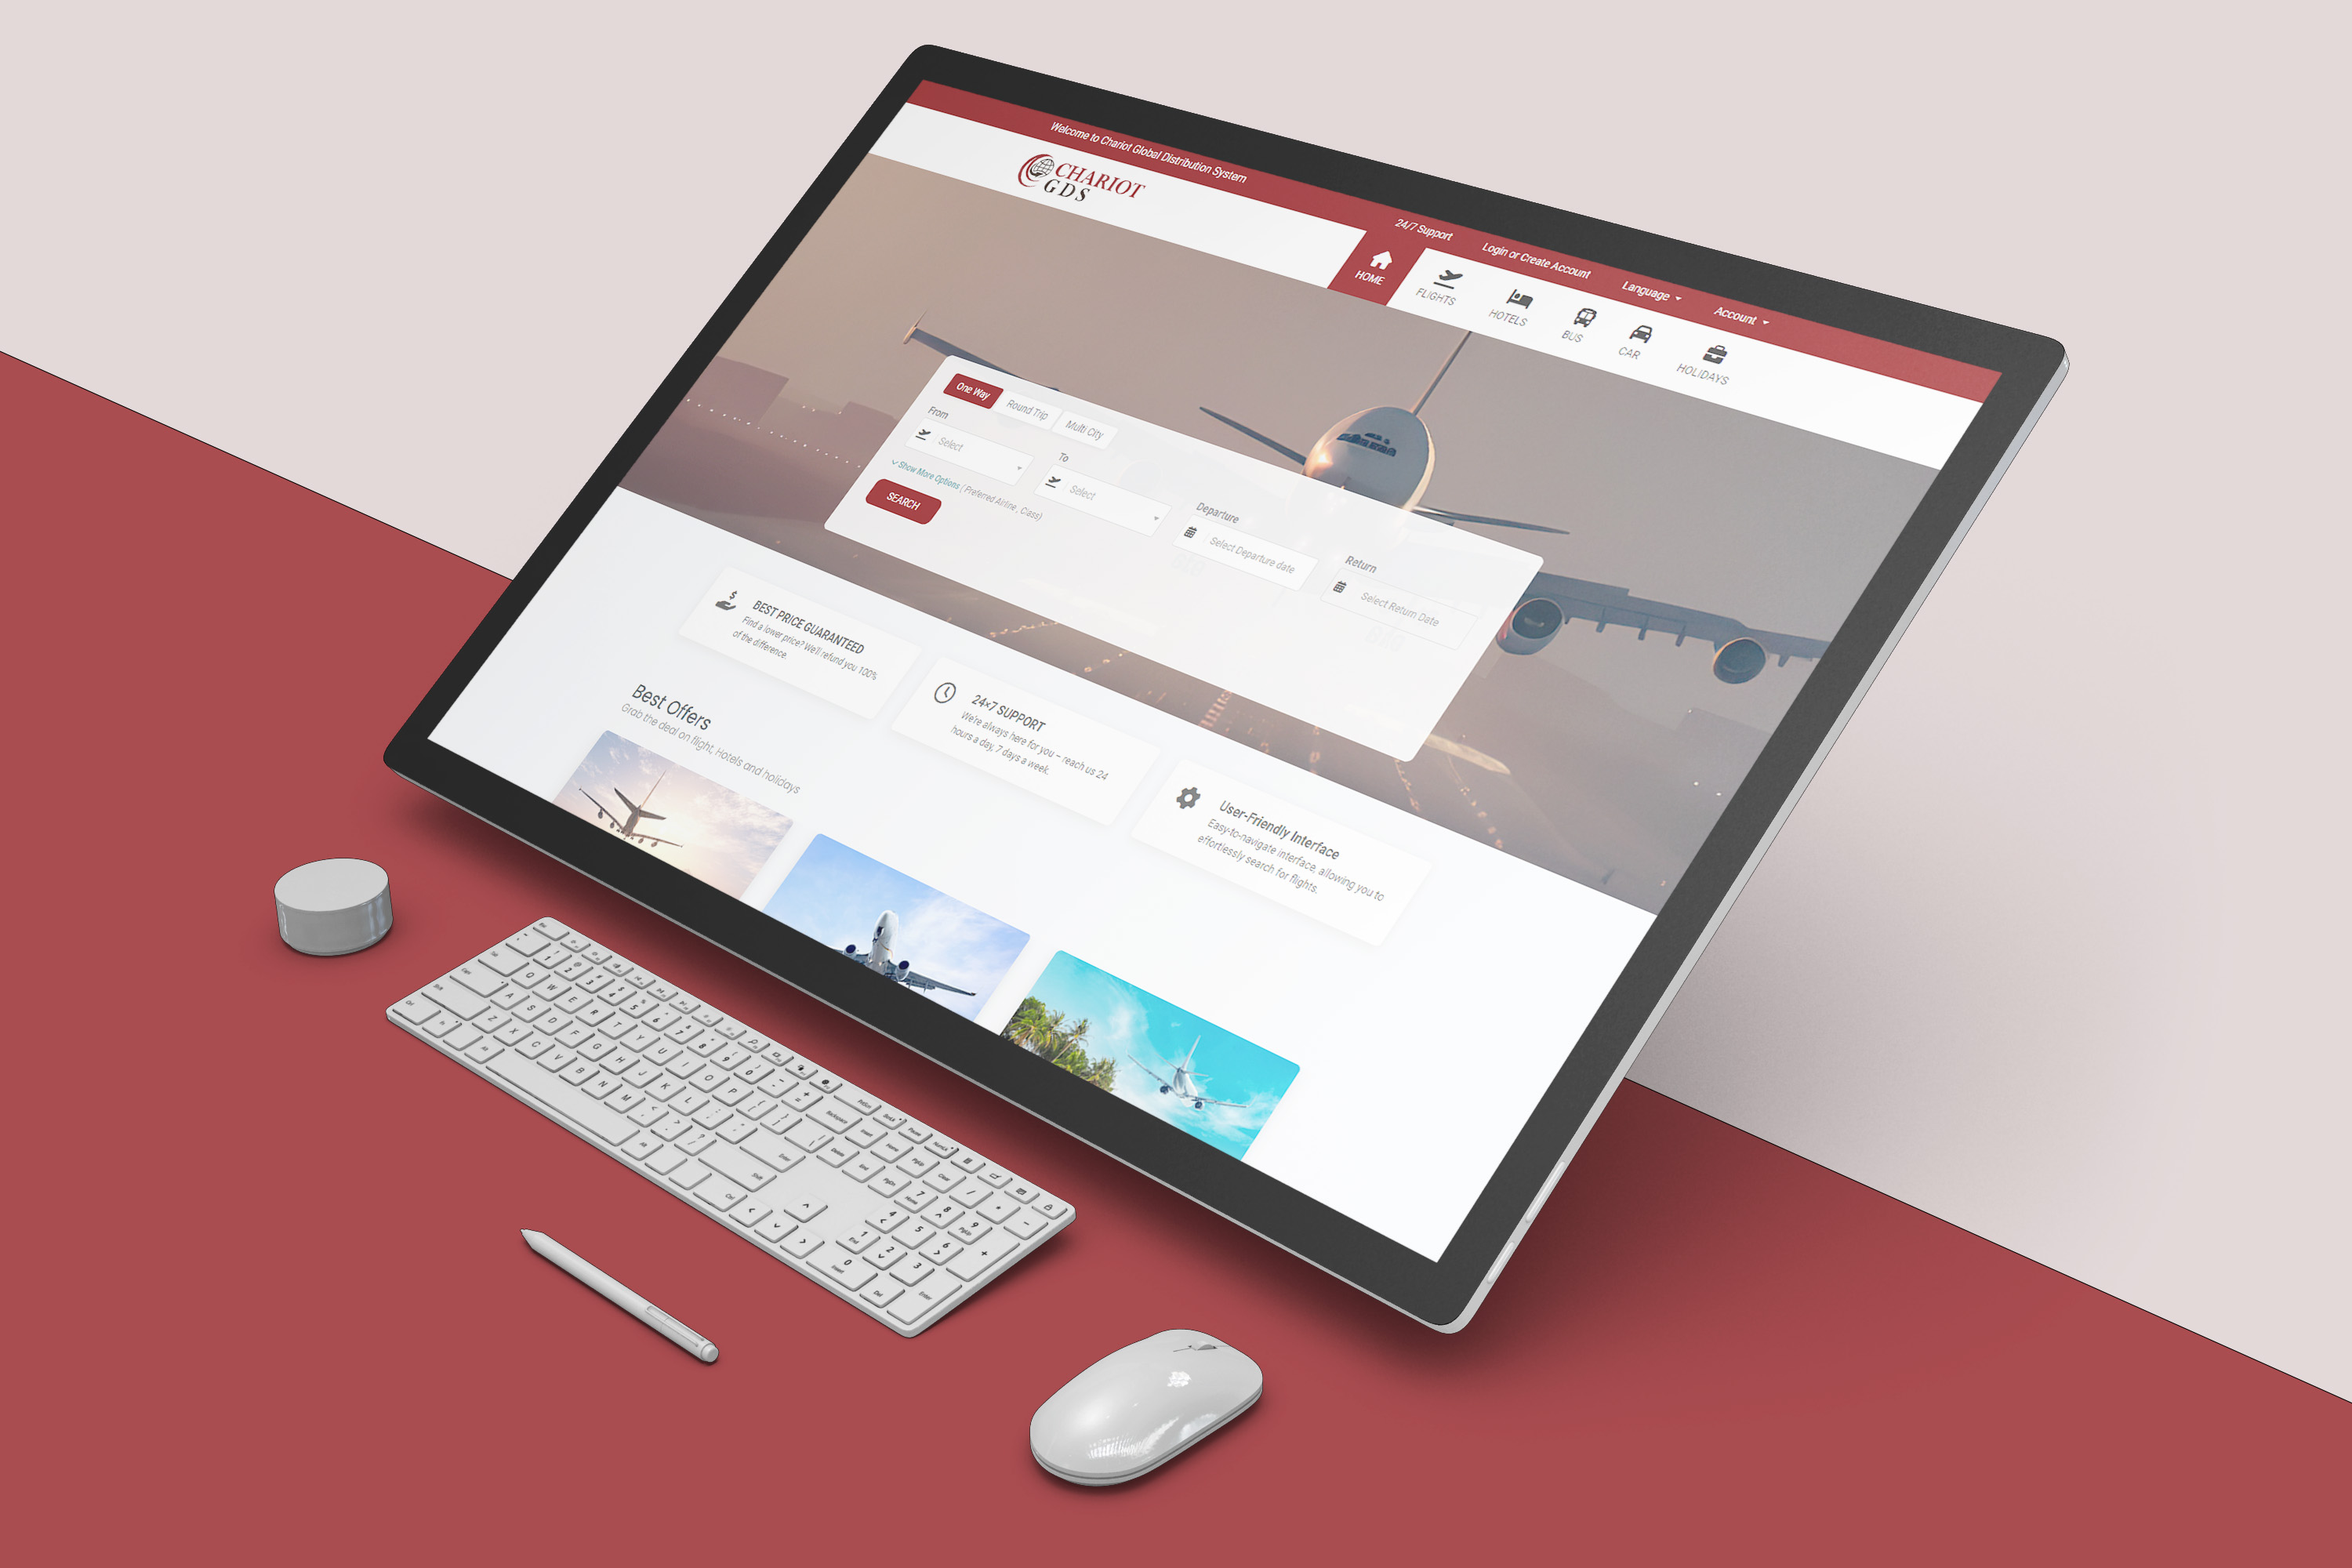 Welcome to Chariot Global Distribution System
24/7 Support
Login or Create Account
Language
Account
CHARIOT
GDS
HOME
FLIGHTS
HOTELS
BUS
CAR
HOLIDAYS
One Way
Round Trip
Multi City
From
To
Departure
Return
Select
Select
Select Departure date
Select Return Date
Show More Options ( Preferred Airline , Class)
SEARCH
BEST PRICE GUARANTEED
Find a lower price? We'll refund you 100%
of the difference.
24×7 SUPPORT
We're always here for you – reach us 24
hours a day, 7 days a week.
User-Friendly Interface
Easy-to-navigate interface, allowing you to
effortlessly search for flights.
Best Offers
Grab the deal on flight, Hotels and holidays
Q W E R T Y U I O P
A S D F G H J K L
Z X C V B N M